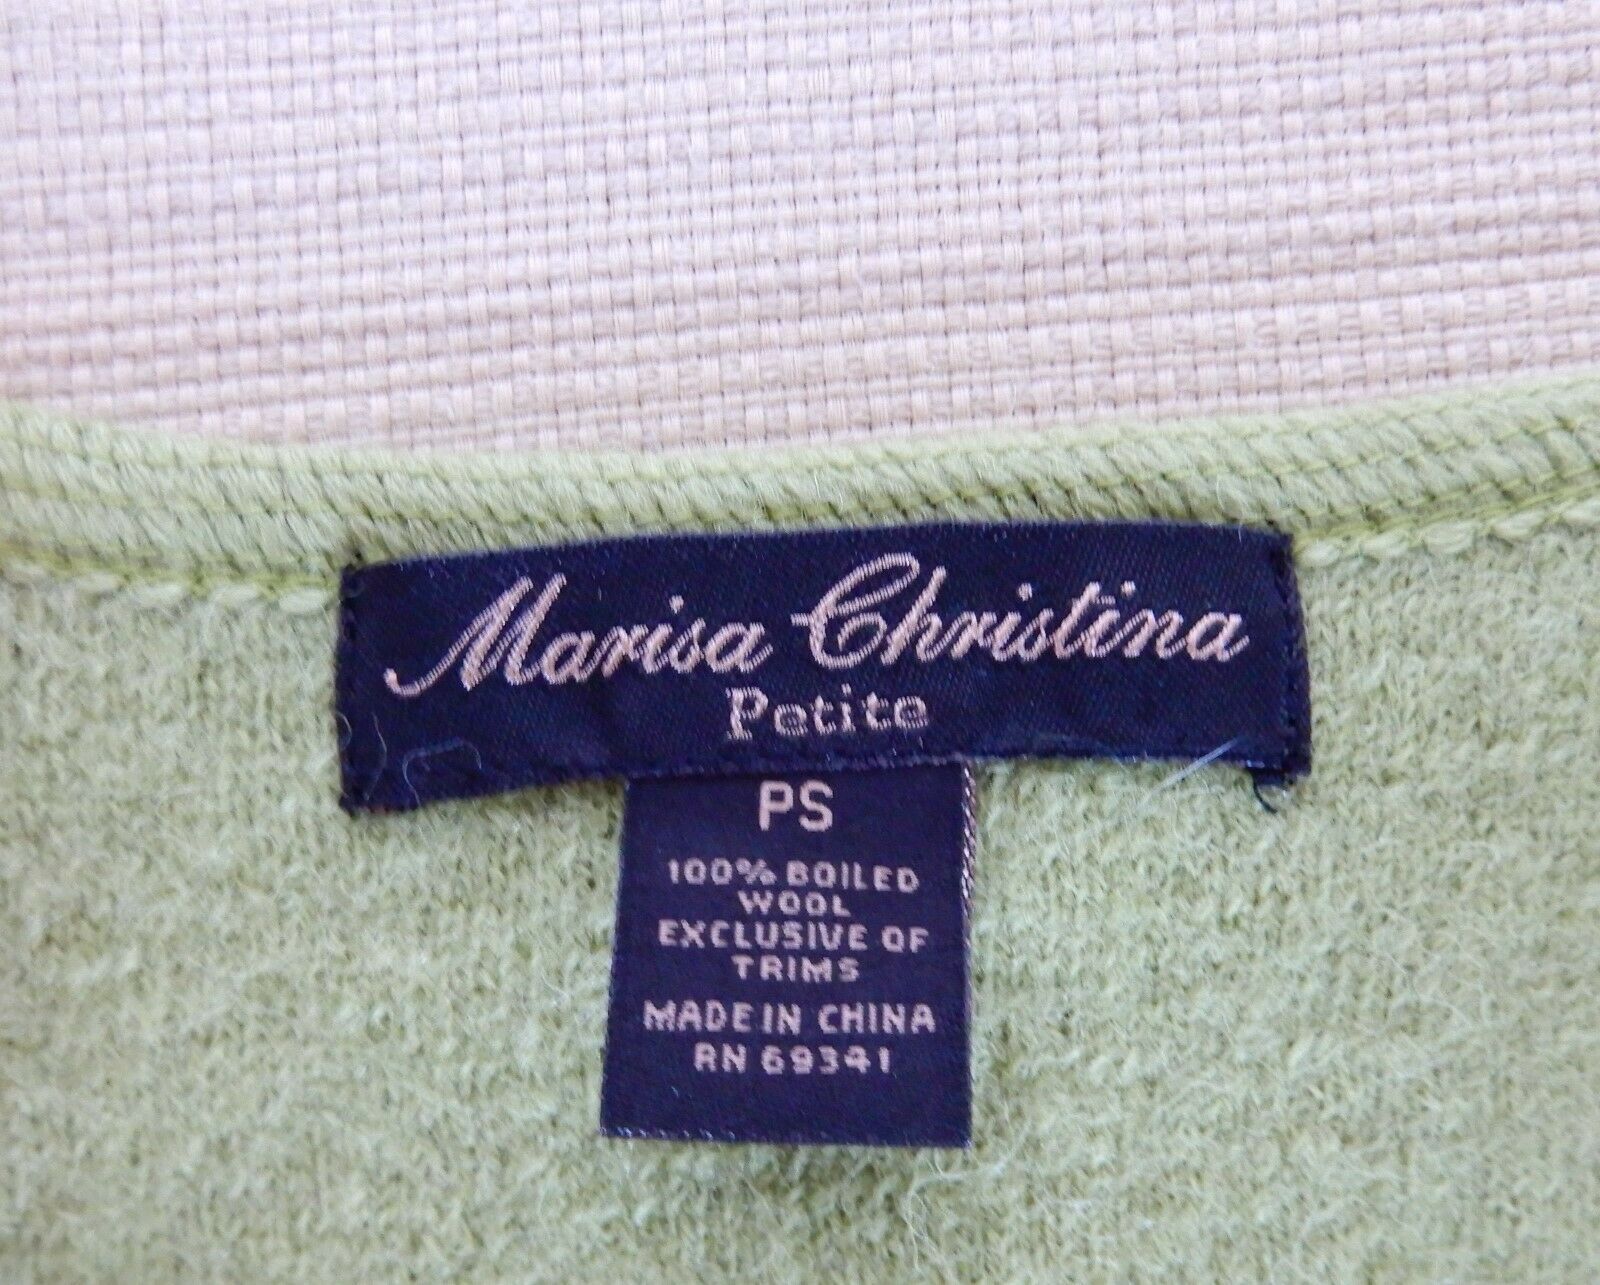 Marisa Christina
Petite
PS
100% BOILED
WOOL
EXCLUSIVE OF
TRIMS
MADE IN CHINA
RN 69341